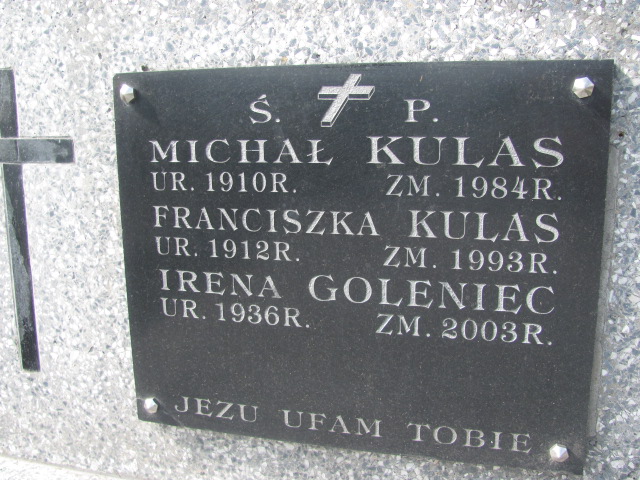 Ś. P.
MICHAŁ KULAS
UR. 1910R. ZM. 1984R.
FRANCISZKA KULAS
UR. 1912R. ZM. 1993R.
IRENA GOLENIEC
UR. 1936R. ZM. 2003R.
JEZU UFAM TOBIE